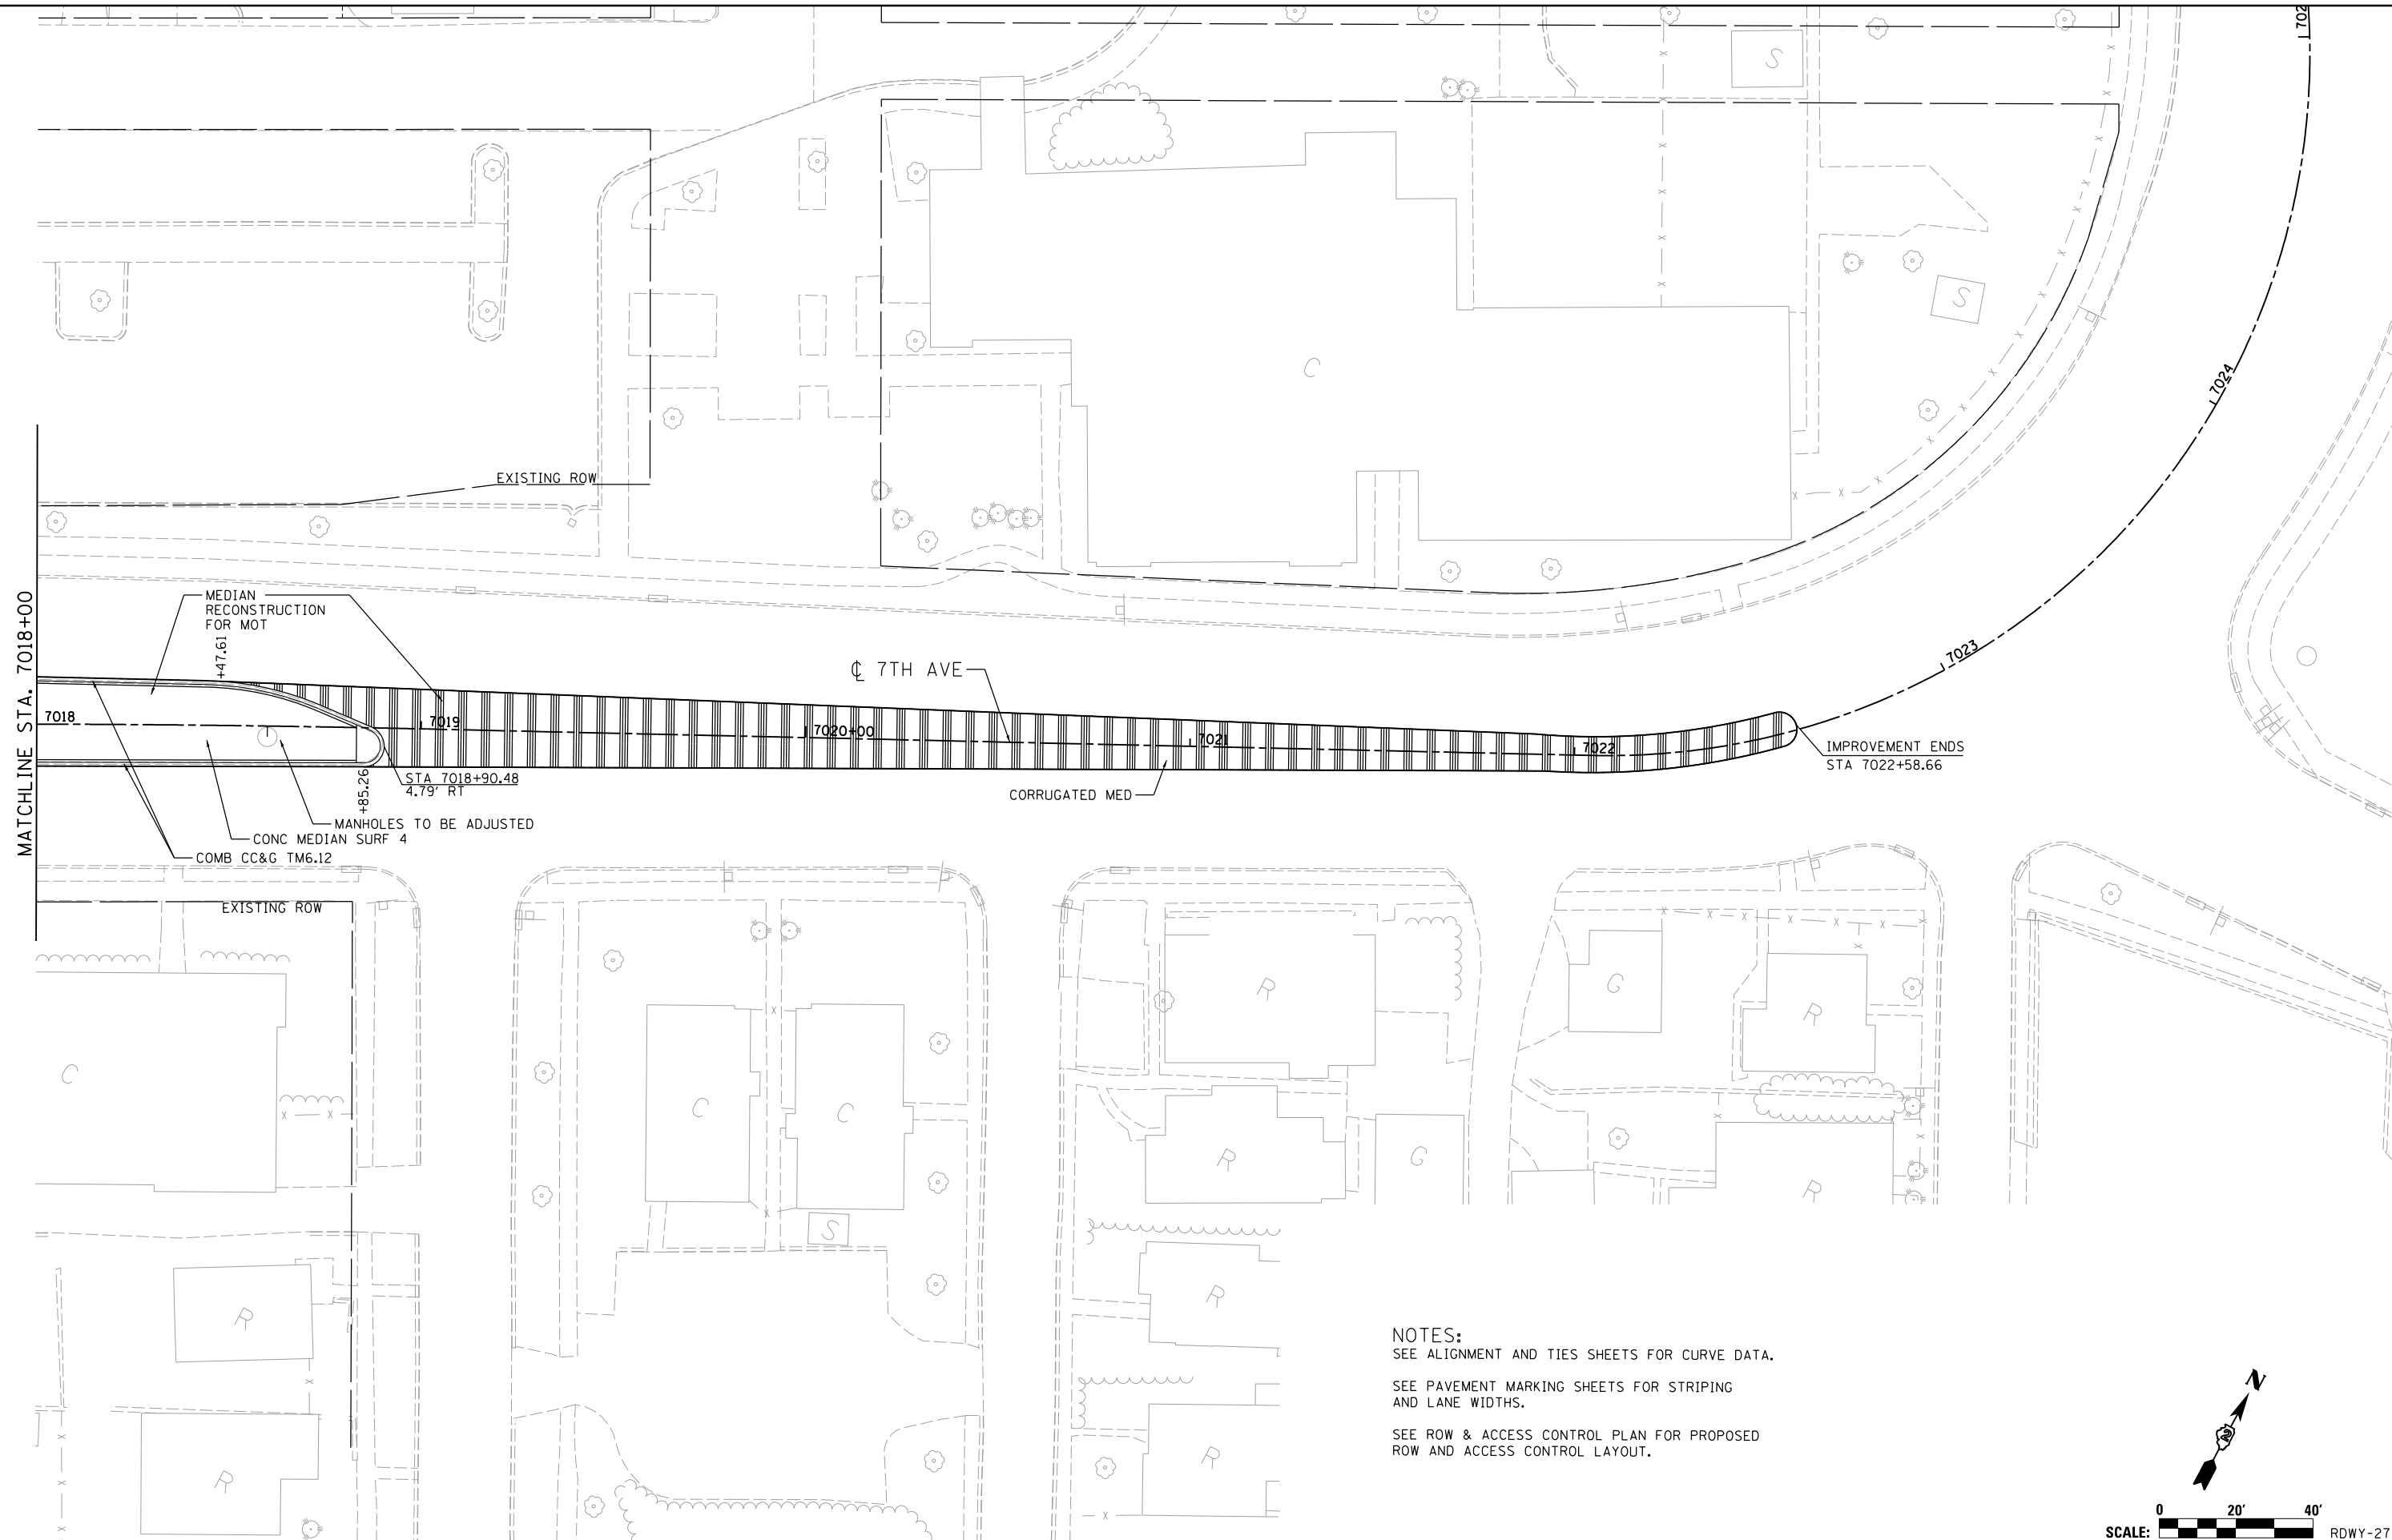 702
S
S
C
7024
EXISTING ROW
7023
MATCHLINE STA. 7018+00
MEDIAN
RECONSTRUCTION
FOR MOT
+47.61
℄ 7TH AVE
7018
7019
7020+00
7021
7022
IMPROVEMENT ENDS
STA 7022+58.66
STA 7018+90.48
4.79' RT
+85.26
CORRUGATED MED
MANHOLES TO BE ADJUSTED
CONC MEDIAN SURF 4
COMB CC&G TM6.12
EXISTING ROW
C
C
C
R
G
R
R
G
R
S
R
R
R
R
NOTES:
SEE ALIGNMENT AND TIES SHEETS FOR CURVE DATA.
SEE PAVEMENT MARKING SHEETS FOR STRIPING
AND LANE WIDTHS.
SEE ROW & ACCESS CONTROL PLAN FOR PROPOSED
ROW AND ACCESS CONTROL LAYOUT.
N
0 20' 40'
SCALE:
RDWY-27